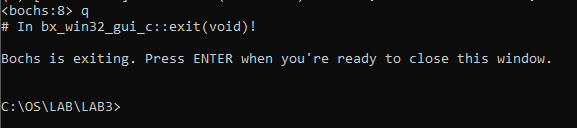 <bochs:8> q
# In bx_win32_gui_c::exit(void)!
Bochs is exiting. Press ENTER when you're ready to close this window.
C:\OS\LAB\LAB3>